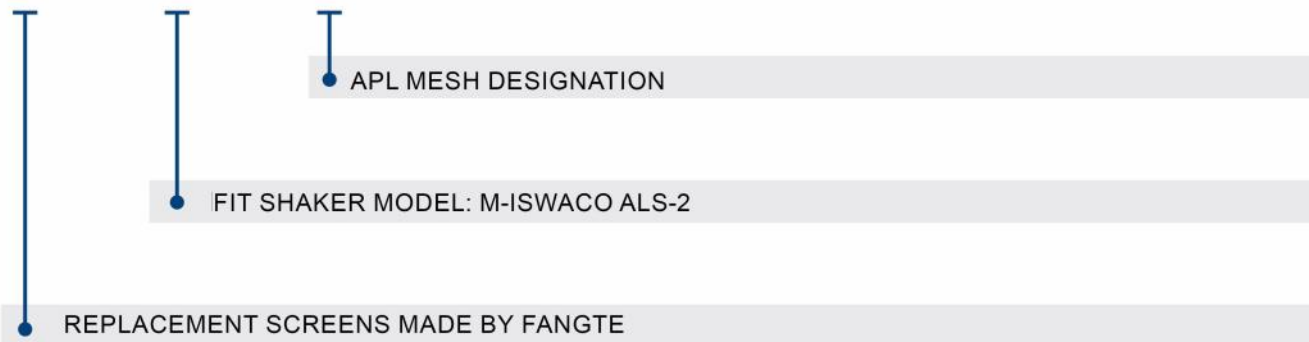 APL MESH DESIGNATION
FIT SHAKER MODEL: M-ISWACO ALS-2
REPLACEMENT SCREENS MADE BY FANGTE